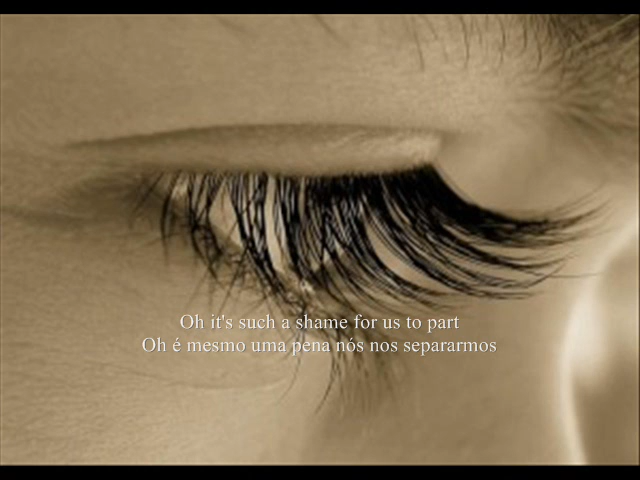 Oh it's such a shame for us to part
Oh é mesmo uma pena nós nos separarmos